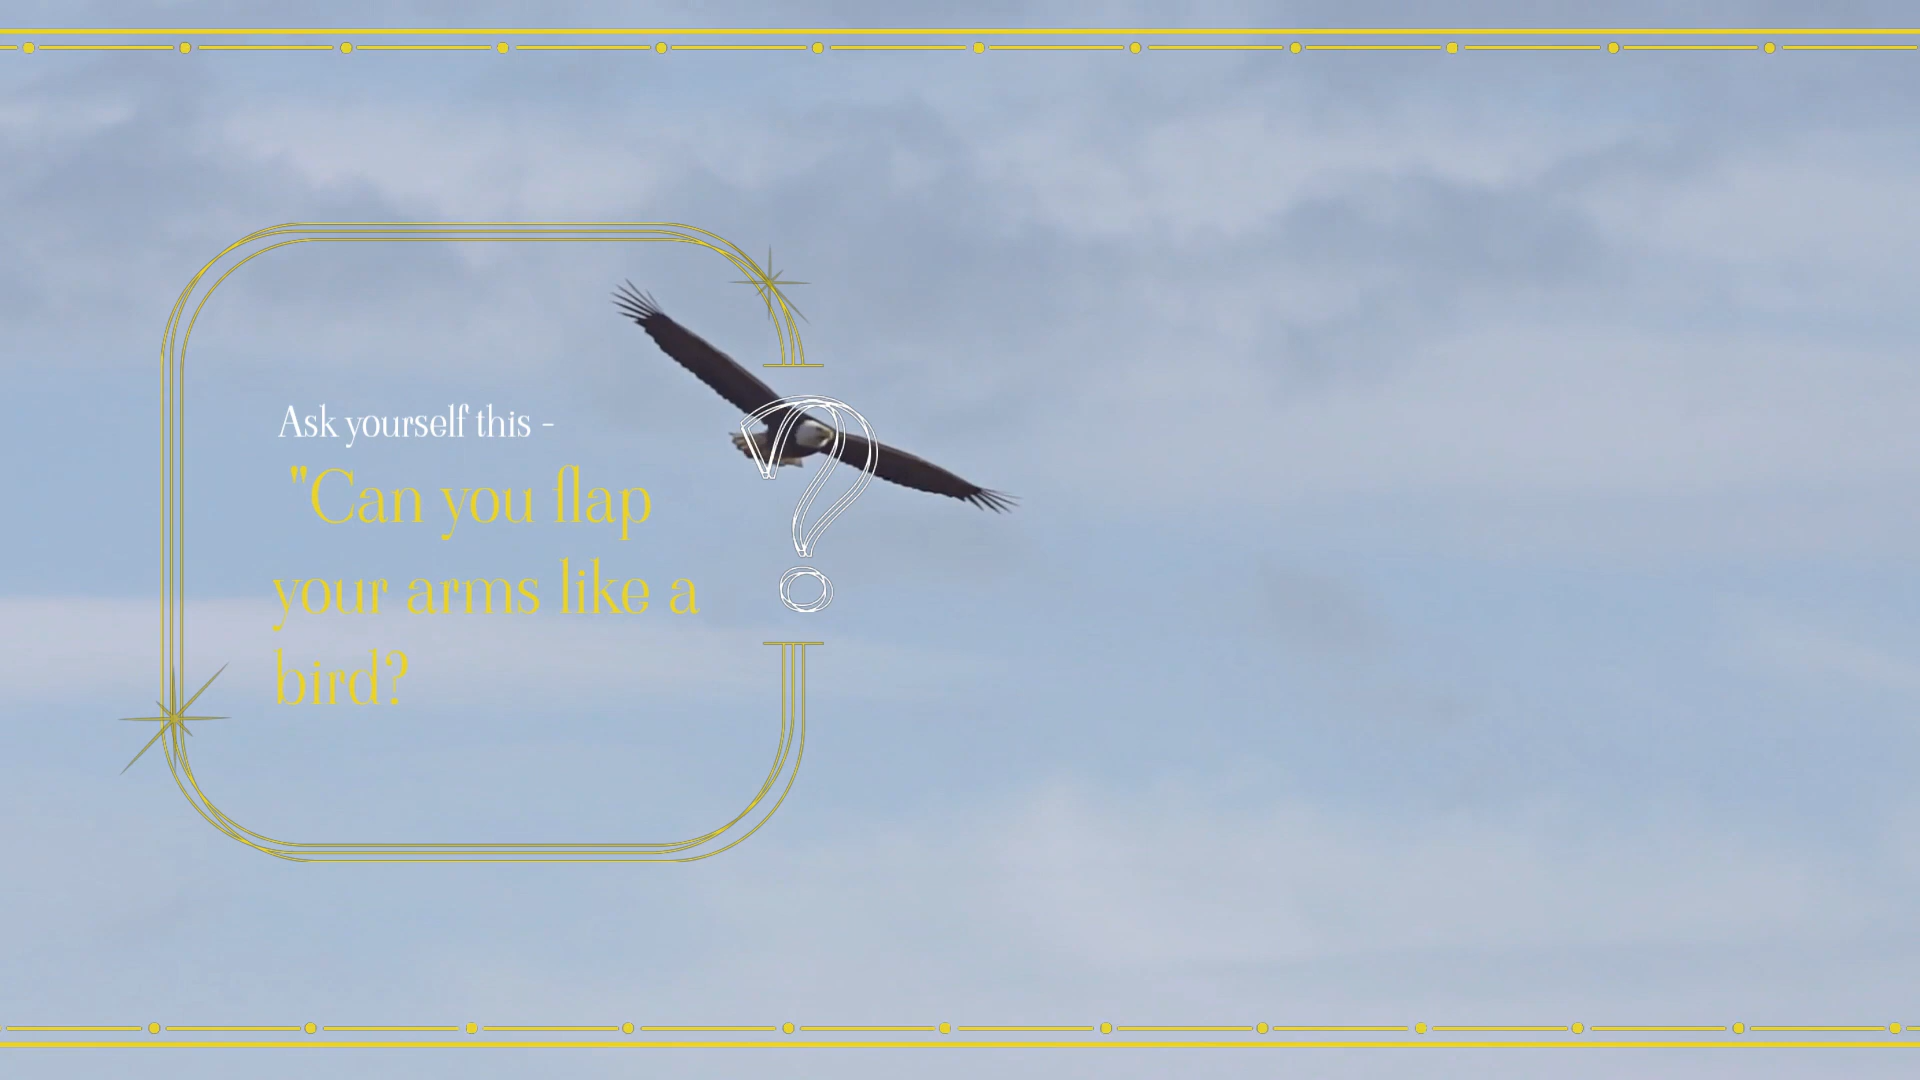 Ask yourself this -
"Can you flap
your arms like a
bird?
?